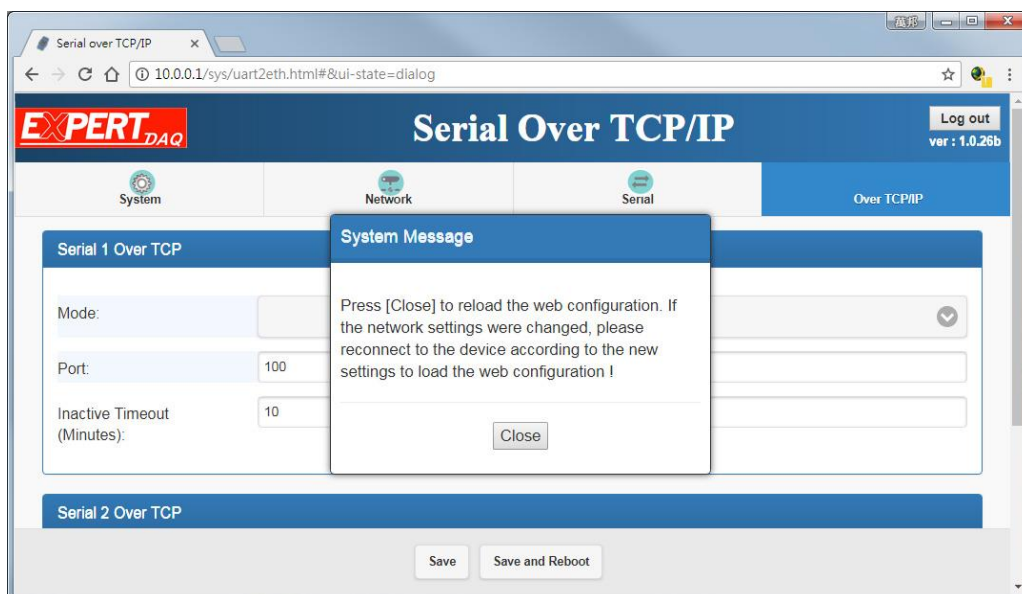 萬邦
Serial over TCP/IP
10.0.0.1/sys/uart2eth.html#&ui-state=dialog
EXPERT DAQ
Serial Over TCP/IP
Log out
ver : 1.0.26b
System
Network
Serial
Over TCP/IP
Serial 1 Over TCP
System Message
Press [Close] to reload the web configuration. If
the network settings were changed, please
reconnect to the device according to the new
settings to load the web configuration !
Close
Mode:
Port:
100
Inactive Timeout
(Minutes):
10
Serial 2 Over TCP
Save
Save and Reboot